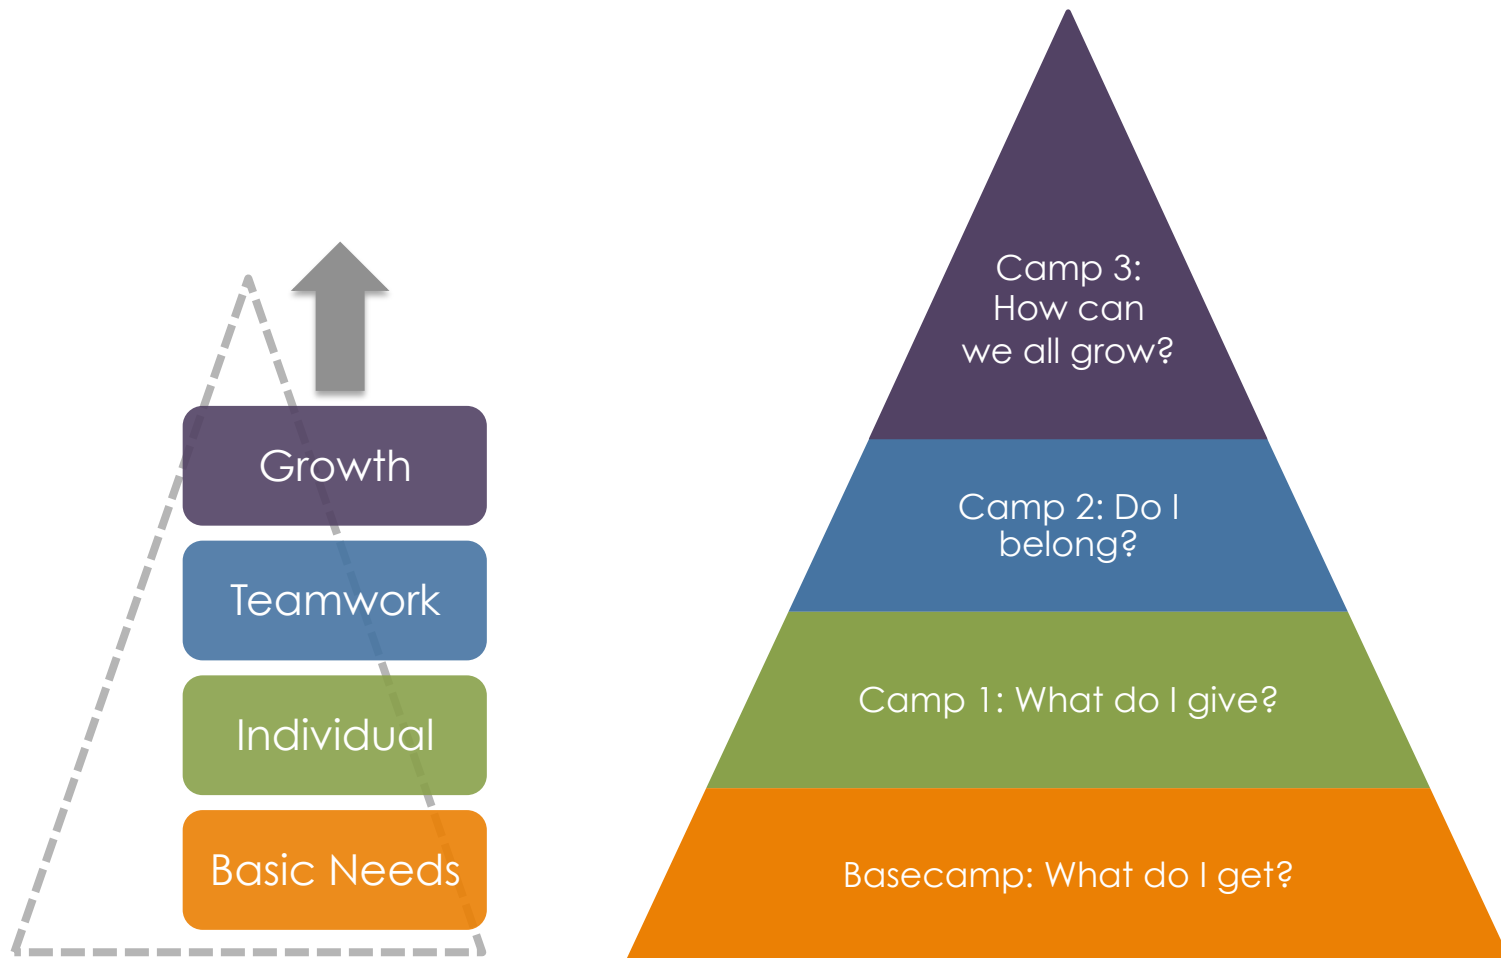 Growth
Teamwork
Individual
Basic Needs
Camp 3:
How can
we all grow?
Camp 2: Do I
belong?
Camp 1: What do I give?
Basecamp: What do I get?